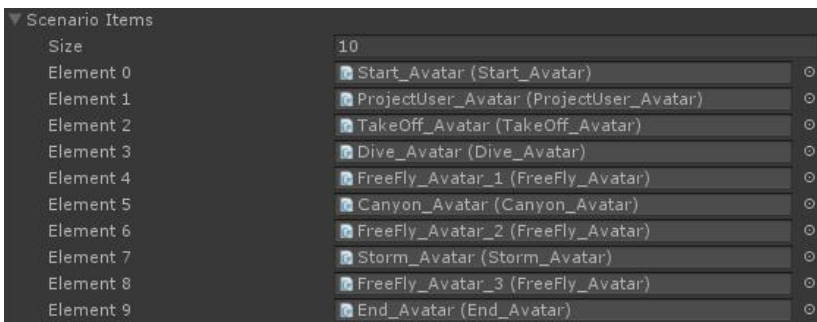 Scenario Items
Size 10
Element 0 Start_Avatar (Start_Avatar)
Element 1 ProjectUser_Avatar (ProjectUser_Avatar)
Element 2 TakeOff_Avatar (TakeOff_Avatar)
Element 3 Dive_Avatar (Dive_Avatar)
Element 4 FreeFly_Avatar_1 (FreeFly_Avatar)
Element 5 Canyon_Avatar (Canyon_Avatar)
Element 6 FreeFly_Avatar_2 (FreeFly_Avatar)
Element 7 Storm_Avatar (Storm_Avatar)
Element 8 FreeFly_Avatar_3 (FreeFly_Avatar)
Element 9 End_Avatar (End_Avatar)